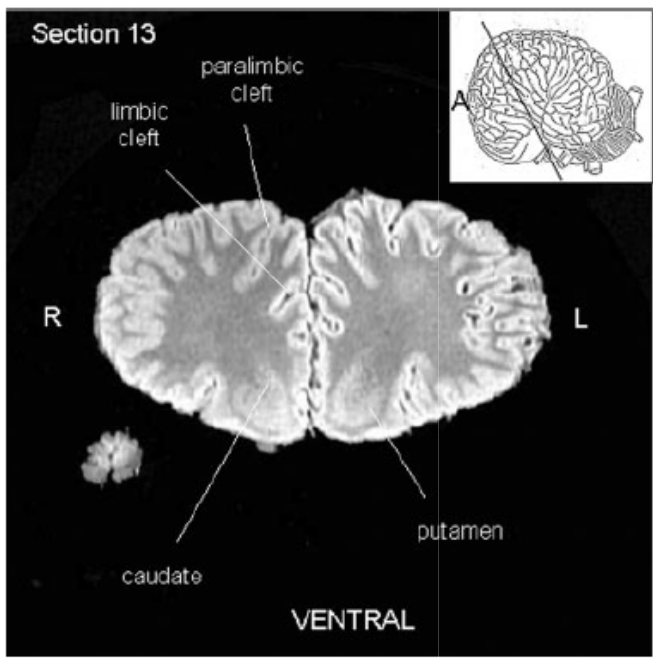 Section 13
paralimbic
cleft
limbic
cleft
A
R
L
putamen
caudate
VENTRAL